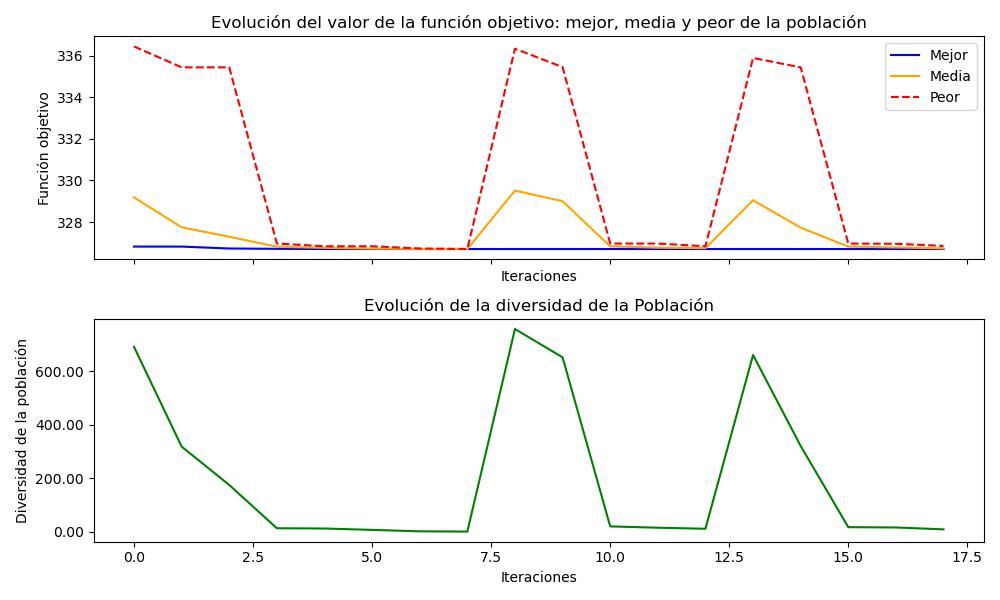 Evolución del valor de la función objetivo: mejor, media y peor de la población
Función objetivo
336
334
332
330
328
Mejor
Media
Peor
Iteraciones
Evolución de la diversidad de la Población
Diversidad de la población
600.00
400.00
200.00
0.00
0.0 2.5 5.0 7.5 10.0 12.5 15.0 17.5
Iteraciones